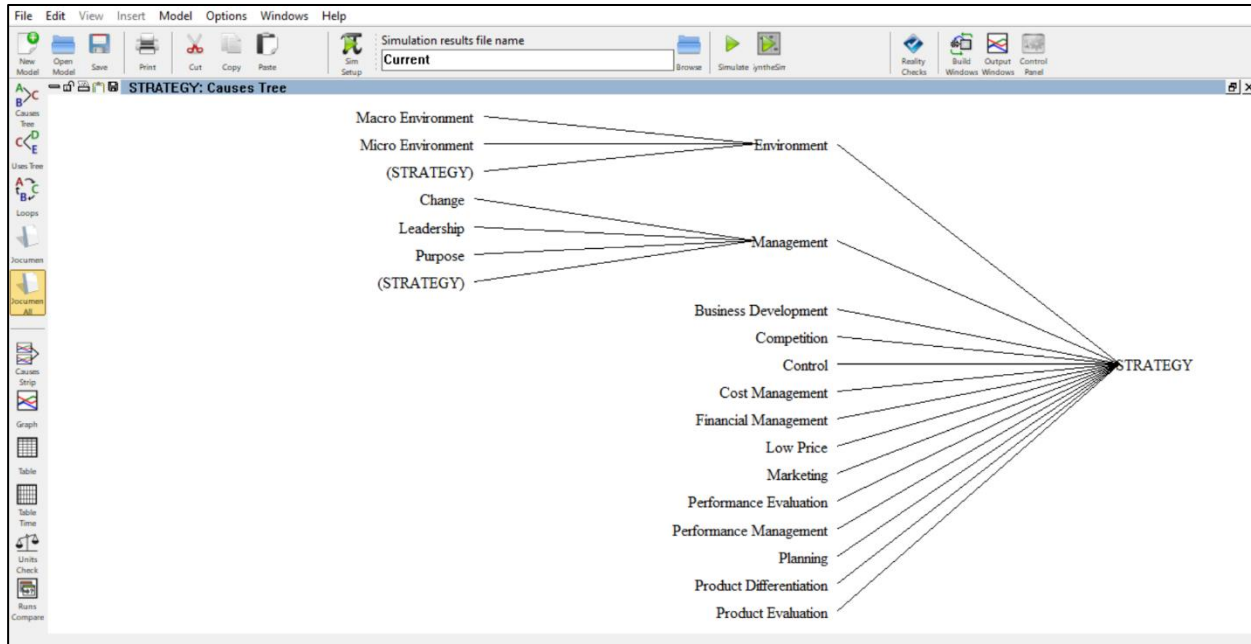 File Edit View Insert Model Options Windows Help
New Model
Open Model
Save
Print
Cut
Copy
Paste
Sim Setup
Simulation results file name
Current
Browse
Simulate
iyntheSin
Reality Checks
Build Windows
Output Windows
Control Panel
STRATEGY: Causes Tree
A
B
C
Causes Tree
C
D
E
Uses Tree
A
C
B
Loops
Documen
Documen All
Causes Strip
Graph
Table
Table Time
Units Check
Runs Compare
Macro Environment
Micro Environment
(STRATEGY)
Environment
Change
Leadership
Purpose
(STRATEGY)
Management
Business Development
Competition
Control
Cost Management
Financial Management
Low Price
Marketing
Performance Evaluation
Performance Management
Planning
Product Differentiation
Product Evaluation
STRATEGY